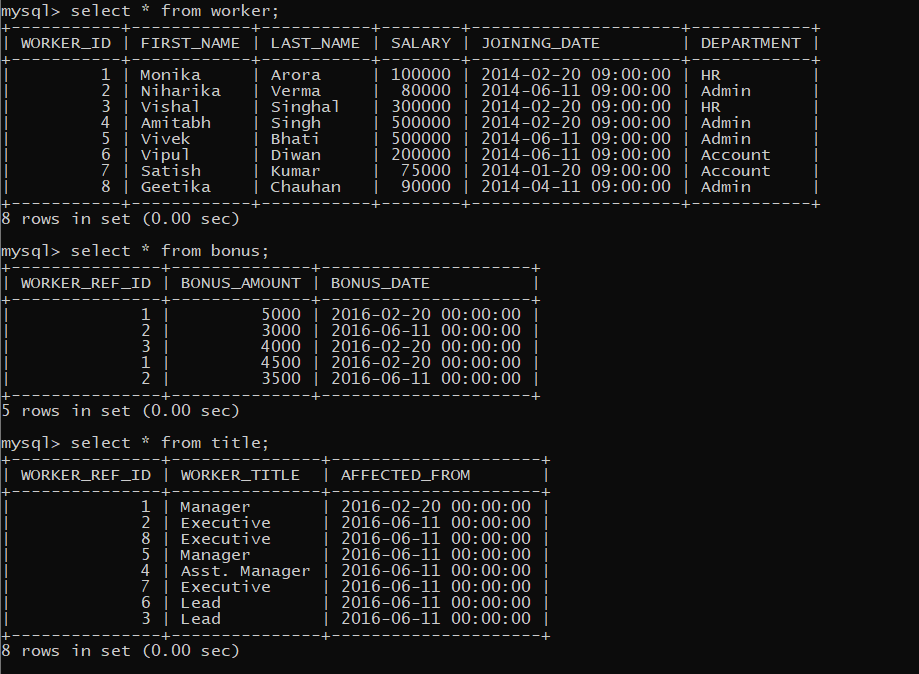 mysql> select * from worker;
+-----------+------------+-----------+--------+---------------------+------------+
| WORKER_ID | FIRST_NAME | LAST_NAME | SALARY | JOINING_DATE        | DEPARTMENT |
+-----------+------------+-----------+--------+---------------------+------------+
|         1 | Monika     | Arora     | 100000 | 2014-02-20 09:00:00 | HR         |
|         2 | Niharika   | Verma     |  80000 | 2014-06-11 09:00:00 | Admin      |
|         3 | Vishal     | Singhal   | 300000 | 2014-02-20 09:00:00 | HR         |
|         4 | Amitabh    | Singh     | 500000 | 2014-02-20 09:00:00 | Admin      |
|         5 | Vivek      | Bhati     | 500000 | 2014-06-11 09:00:00 | Admin      |
|         6 | Vipul      | Diwan     | 200000 | 2014-06-11 09:00:00 | Account    |
|         7 | Satish     | Kumar     |  75000 | 2014-01-20 09:00:00 | Account    |
|         8 | Geetika    | Chauhan   |  90000 | 2014-04-11 09:00:00 | Admin      |
+-----------+------------+-----------+--------+---------------------+------------+
8 rows in set (0.00 sec)

mysql> select * from bonus;
+---------------+--------------+---------------------+
| WORKER_REF_ID | BONUS_AMOUNT | BONUS_DATE          |
+---------------+--------------+---------------------+
|             1 |         5000 | 2016-02-20 00:00:00 |
|             2 |         3000 | 2016-06-11 00:00:00 |
|             3 |         4000 | 2016-02-20 00:00:00 |
|             1 |         4500 | 2016-02-20 00:00:00 |
|             2 |         3500 | 2016-06-11 00:00:00 |
+---------------+--------------+---------------------+
5 rows in set (0.00 sec)

mysql> select * from title;
+---------------+---------------+---------------------+
| WORKER_REF_ID | WORKER_TITLE  | AFFECTED_FROM       |
+---------------+---------------+---------------------+
|             1 | Manager       | 2016-02-20 00:00:00 |
|             2 | Executive     | 2016-06-11 00:00:00 |
|             8 | Executive     | 2016-06-11 00:00:00 |
|             5 | Manager       | 2016-06-11 00:00:00 |
|             4 | Asst. Manager | 2016-06-11 00:00:00 |
|             7 | Executive     | 2016-06-11 00:00:00 |
|             6 | Lead          | 2016-06-11 00:00:00 |
|             3 | Lead          | 2016-06-11 00:00:00 |
+---------------+---------------+---------------------+
8 rows in set (0.00 sec)